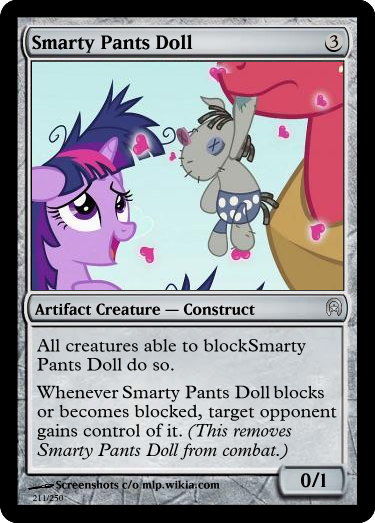 Smarty Pants Doll 3
Artifact Creature — Construct
All creatures able to blockSmarty
Pants Doll do so.
Whenever Smarty Pants Doll blocks
or becomes blocked, target opponent
gains control of it. (This removes
Smarty Pants Doll from combat.)
Screenshots c/o mlp.wikia.com
211/250
0/1